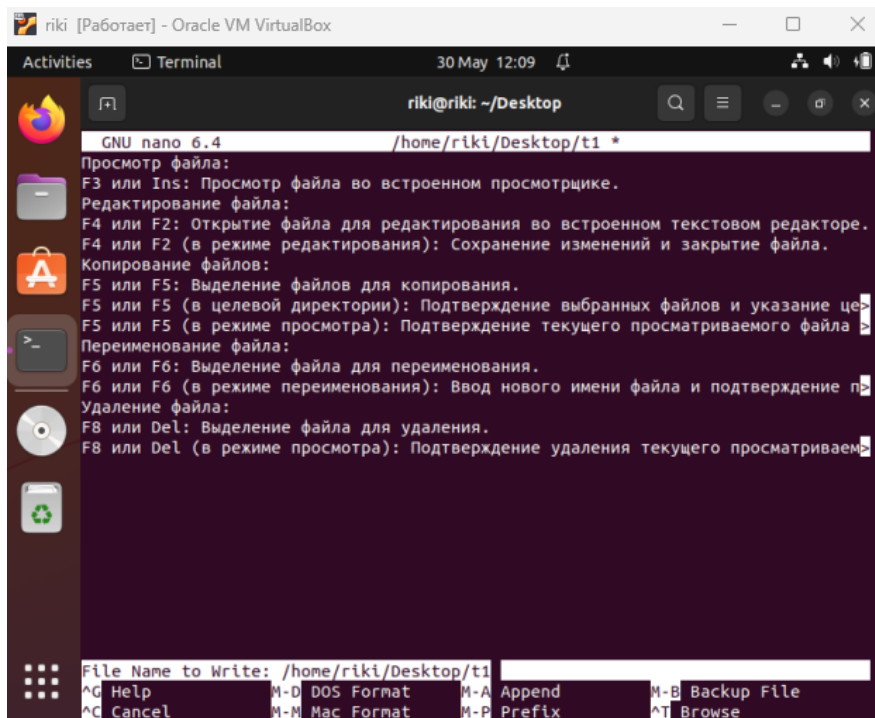 riki [Работает] - Oracle VM VirtualBox
Activities Terminal 30 May 12:09
riki@riki: ~/Desktop
GNU nano 6.4 /home/riki/Desktop/t1 *
Просмотр файла:
F3 или Ins: Просмотр файла во встроенном просмотрщике.
Редактирование файла:
F4 или F2: Открытие файла для редактирования во встроенном текстовом редакторе.
F4 или F2 (в режиме редактирования): Сохранение изменений и закрытие файла.
Копирование файлов:
F5 или F5: Выделение файлов для копирования.
F5 или F5 (в целевой директории): Подтверждение выбранных файлов и указание це>
F5 или F5 (в режиме просмотра): Подтверждение текущего просматриваемого файла >
Переименование файла:
F6 или F6: Выделение файла для переименования.
F6 или F6 (в режиме переименования): Ввод нового имени файла и подтверждение п>
Удаление файла:
F8 или Del: Выделение файла для удаления.
F8 или Del (в режиме просмотра): Подтверждение удаления текущего просматриваем>
File Name to Write: /home/riki/Desktop/t1
^G Help M-D DOS Format M-A Append M-B Backup File
^C Cancel M-M Mac Format M-P Prefix ^T Browse